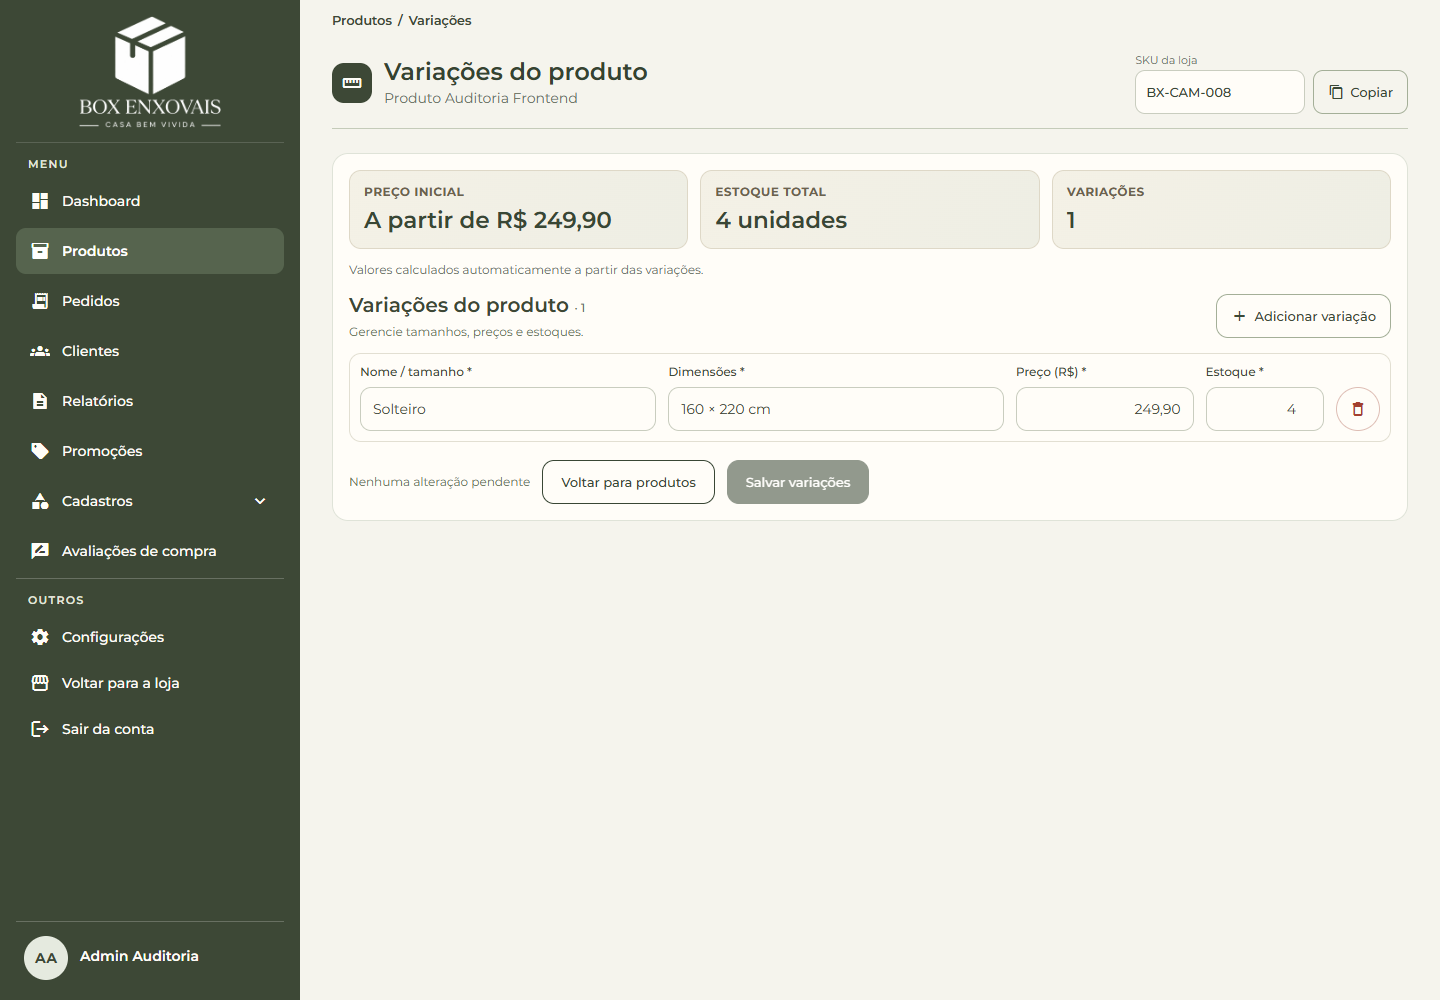 BOX ENXOVAIS
CASA BEM VIVIDA
MENU
Dashboard
Produtos
Pedidos
Clientes
Relatórios
Promoções
Cadastros
Avaliações de compra
OUTROS
Configurações
Voltar para a loja
Sair da conta
AA
Admin Auditoria
Produtos / Variações
Variações do produto
Produto Auditoria Frontend
SKU da loja
BX-CAM-008
Copiar
PREÇO INICIAL
A partir de R$ 249,90
ESTOQUE TOTAL
4 unidades
VARIAÇÕES
1
Valores calculados automaticamente a partir das variações.
Variações do produto · 1
Gerencie tamanhos, preços e estoques.
+ Adicionar variação
Nome / tamanho *
Dimensões *
Preço (R$) *
Estoque *
Solteiro
160 × 220 cm
249,90
4
Nenhuma alteração pendente
Voltar para produtos
Salvar variações